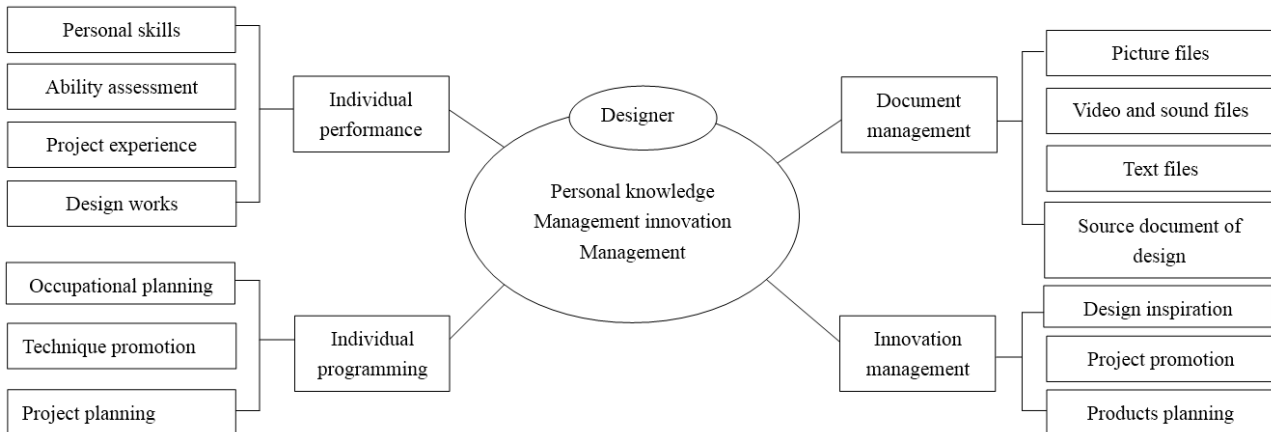 Personal skills
Ability assessment
Project experience
Design works
Individual
performance
Occupational planning
Technique promotion
Project planning
Individual
programming
Designer
Personal knowledge
Management innovation
Management
Document
management
Picture files
Video and sound files
Text files
Source document of
design
Innovation
management
Design inspiration
Project promotion
Products planning